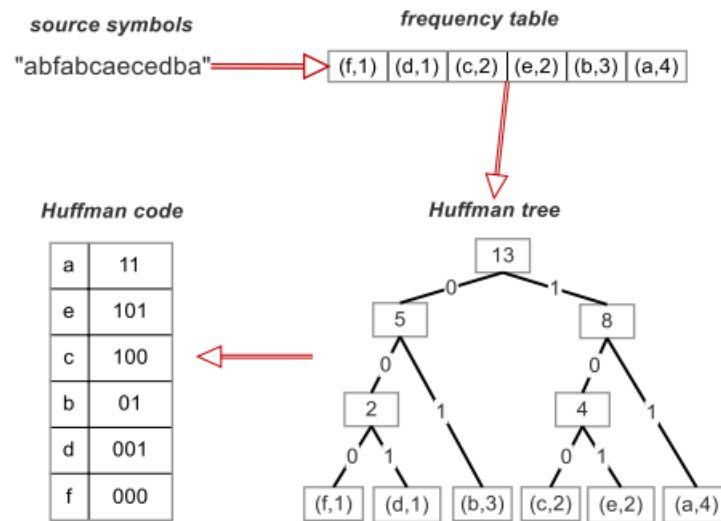 source symbols
frequency table
"abfabcaecedba"
(f,1) (d,1) (c,2) (e,2) (b,3) (a,4)
Huffman code
Huffman tree
a 11
e 101
c 100
b 01
d 001
f 000
13
0 1
5 8
0 1 0 1
2 4
0 1 0 1
(f,1) (d,1) (b,3) (c,2) (e,2) (a,4)